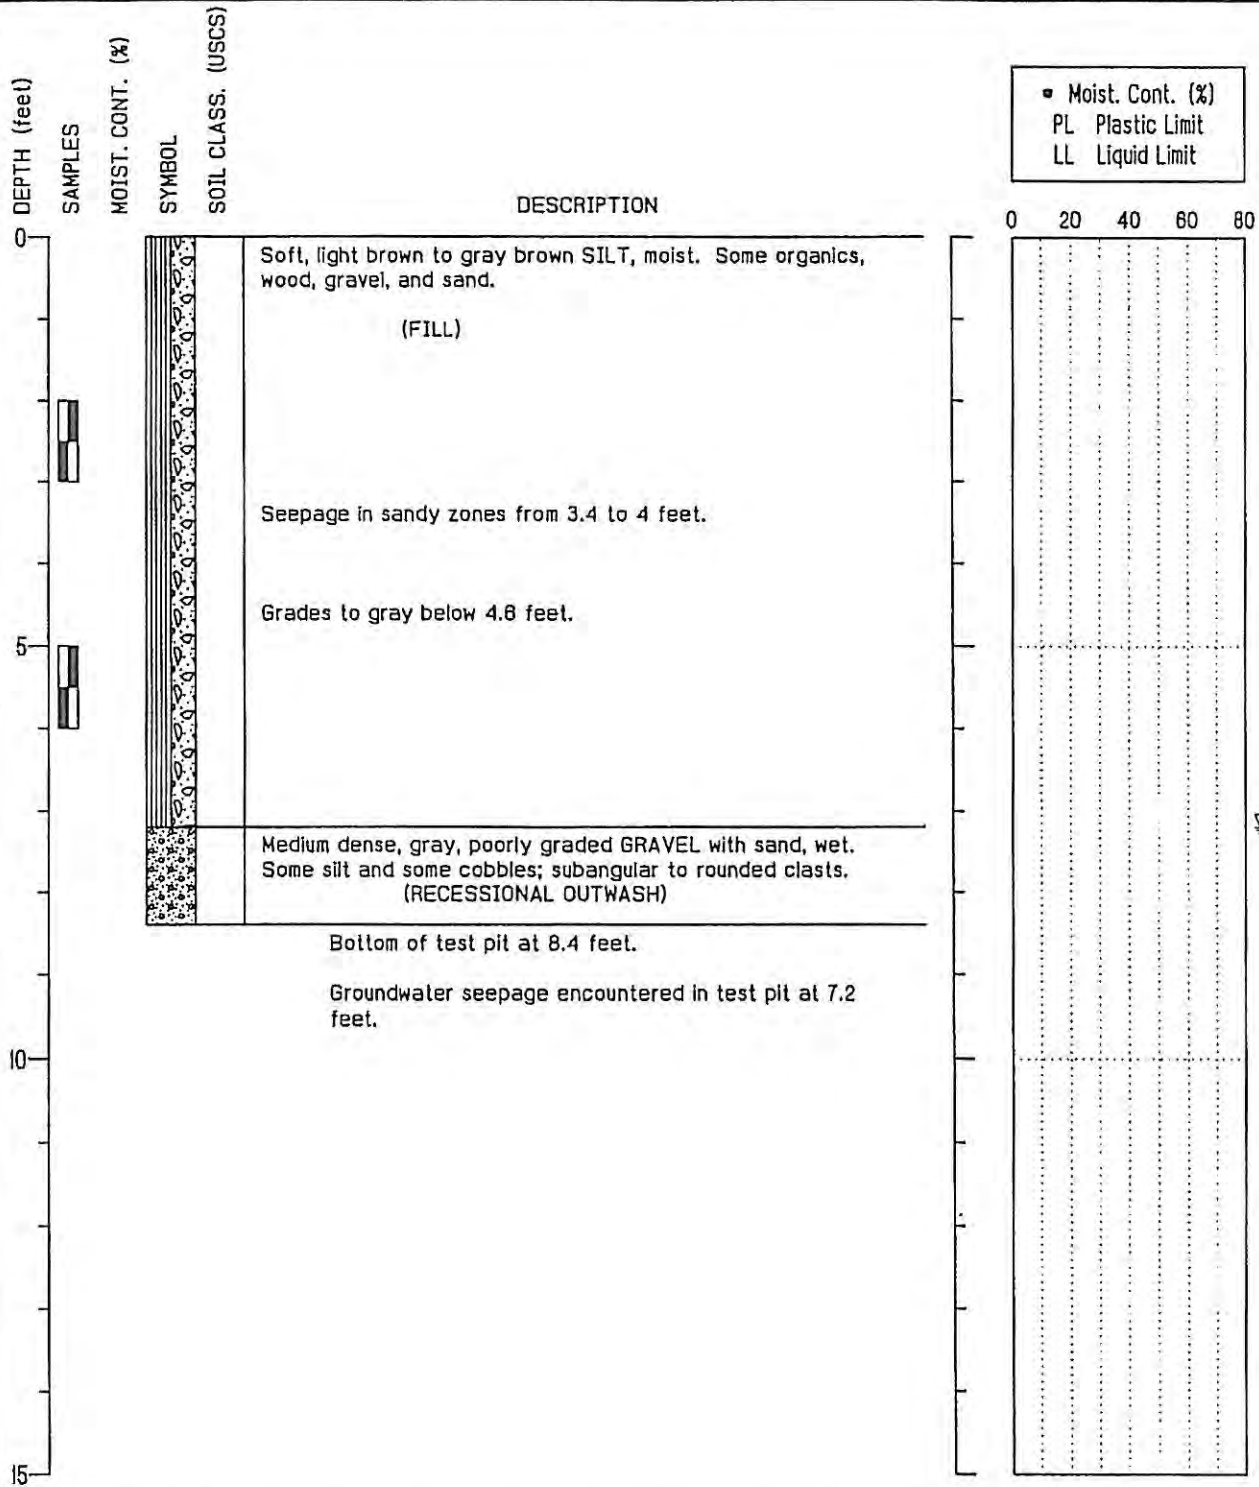 DEPTH (feet)
SAMPLES
MOIST. CONT. (%)
SYMBOL
SOIL CLASS. (USCS)
DESCRIPTION
• Moist. Cont. (%)
PL Plastic Limit
LL Liquid Limit
0 20 40 60 80
0
Soft, light brown to gray brown SILT, moist. Some organics,
wood, gravel, and sand.
(FILL)
Seepage in sandy zones from 3.4 to 4 feet.
Grades to gray below 4.6 feet.
5
Medium dense, gray, poorly graded GRAVEL with sand, wet.
Some silt and some cobbles; subangular to rounded clasts.
(RECESSIONAL OUTWASH)
Bottom of test pit at 8.4 feet.
Groundwater seepage encountered in test pit at 7.2
feet.
10
15